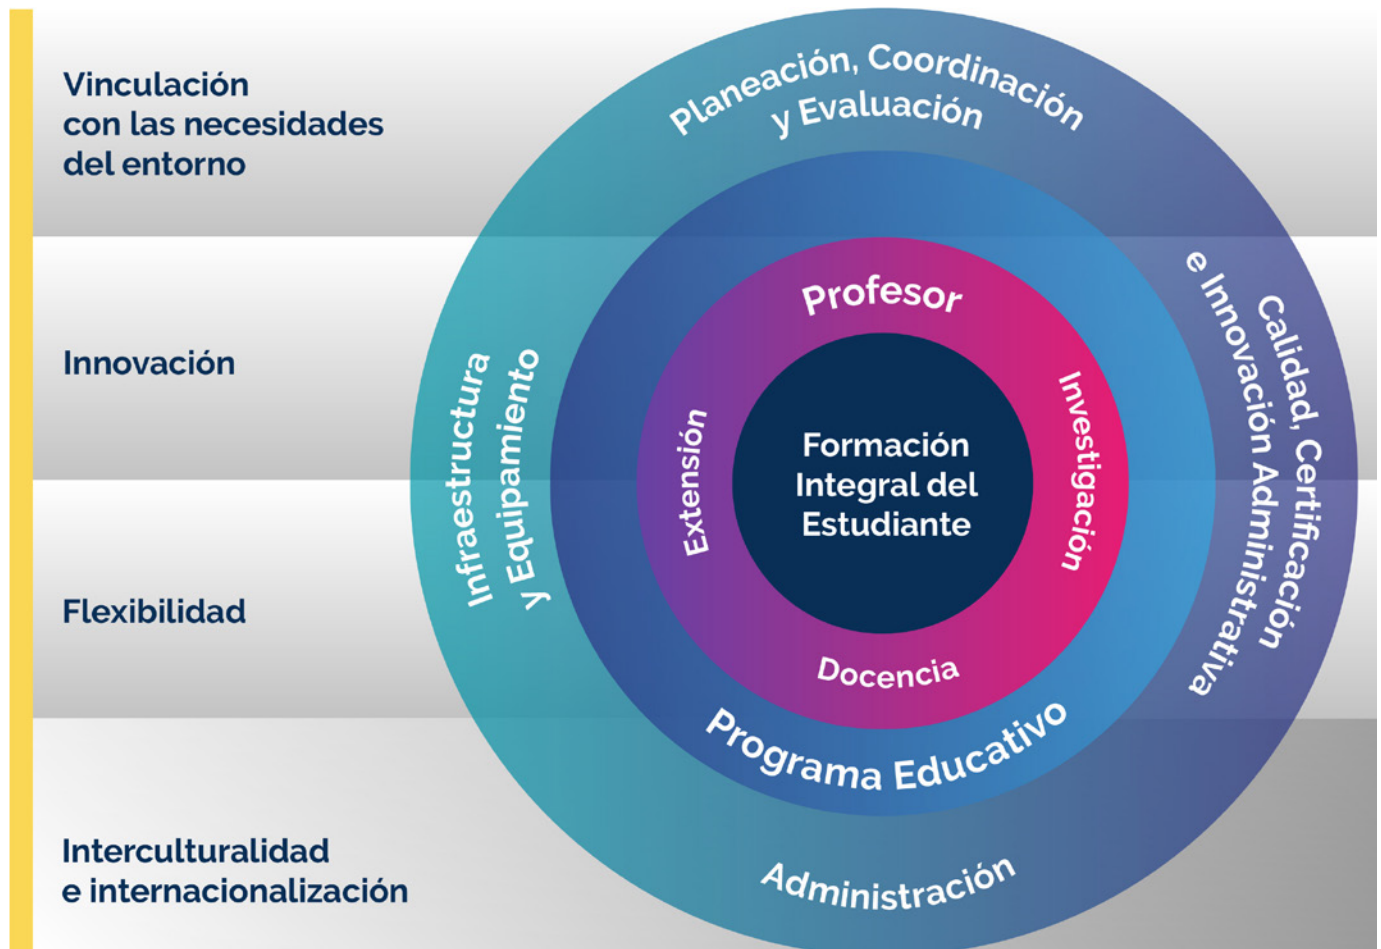 Vinculación
con las necesidades
del entorno
Innovación
Flexibilidad
Interculturalidad
e internacionalización
Planeación, Coordinación
y Evaluación
Infraestructura
y Equipamiento
Calidad, Certificación
e Innovación Administrativa
Administración
Programa Educativo
Profesor
Extensión
Investigación
Docencia
Formación
Integral del
Estudiante